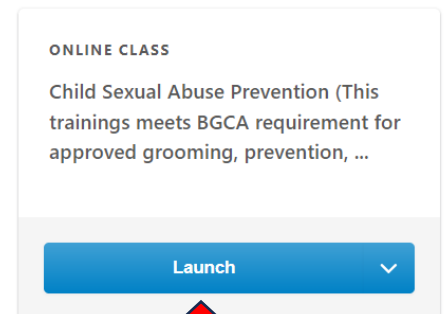 ONLINE CLASS
Child Sexual Abuse Prevention (This
trainings meets BGCA requirement for
approved grooming, prevention, ...
Launch